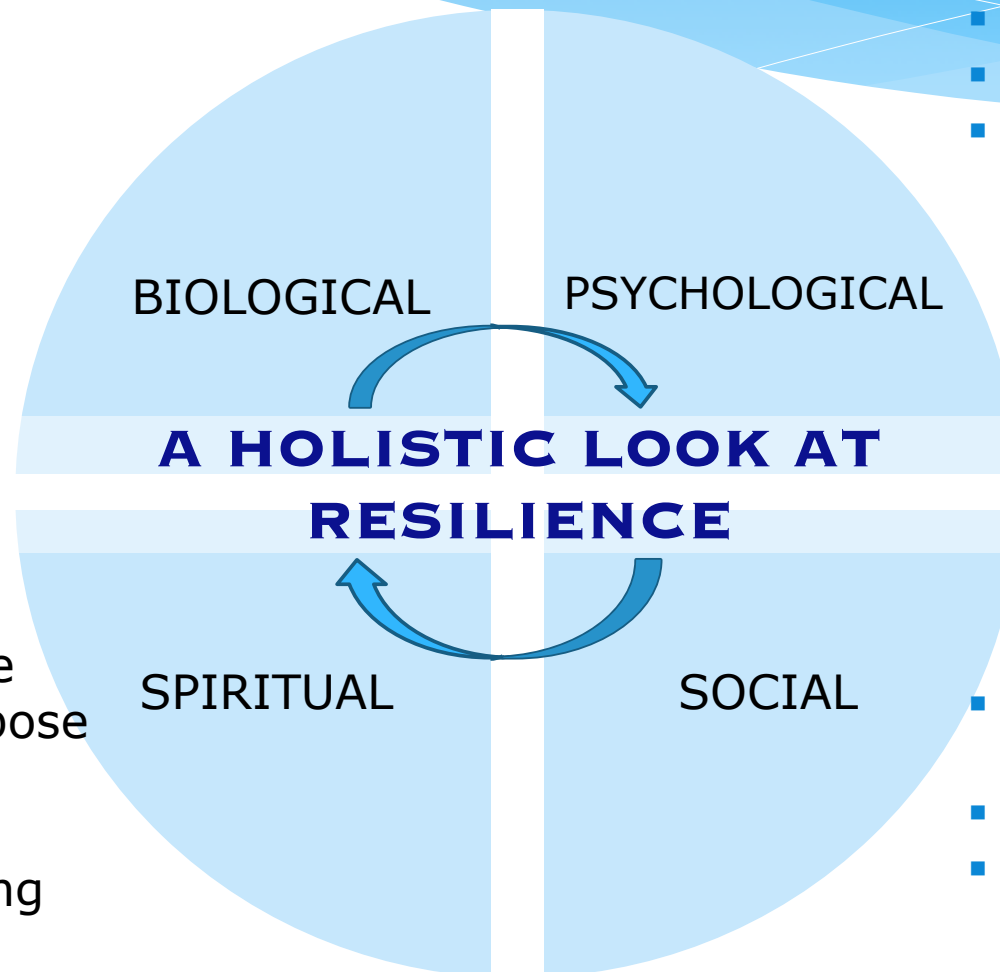 BIOLOGICAL
PSYCHOLOGICAL
A HOLISTIC LOOK AT
RESILIENCE
SPIRITUAL
SOCIAL